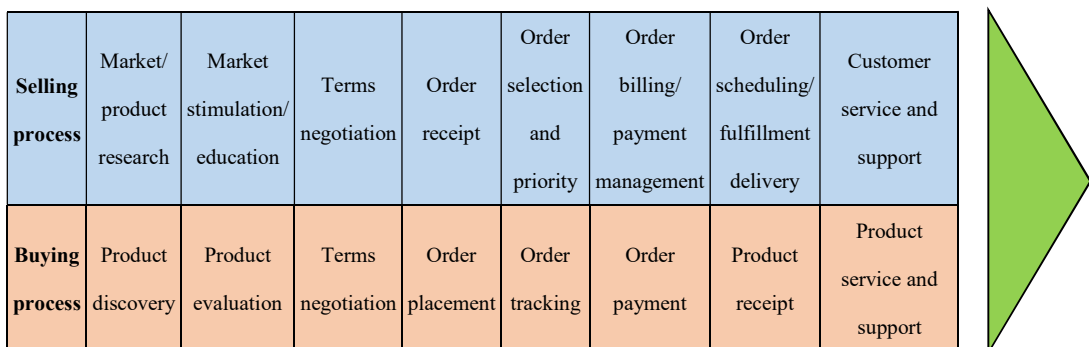 Selling
process
Market/
product
research
Market
stimulation/
education
Terms
negotiation
Order
receipt
Order
selection
and
priority
Order
billing/
payment
management
Order
scheduling/
fulfillment
delivery
Customer
service and
support
Buying
process
Product
discovery
Product
evaluation
Terms
negotiation
Order
placement
Order
tracking
Order
payment
Product
receipt
Product
service and
support